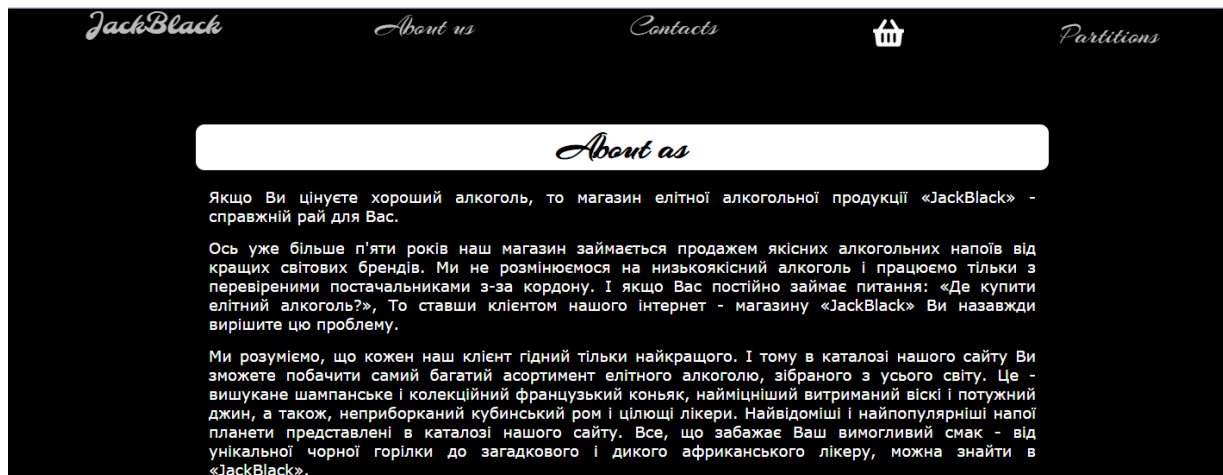 JackBlack About us Contacts Partitions
About as
Якщо Ви цінуєте хороший алкоголь, то магазин елітної алкогольної продукції «JackBlack» -
справжній рай для Вас.
Ось уже більше п'яти років наш магазин займається продажем якісних алкогольних напоїв від
кращих світових брендів. Ми не розмінюємося на низькоякісний алкоголь і працюємо тільки з
перевіреними постачальниками з-за кордону. І якщо Вас постійно займає питання: «Де купити
елітний алкоголь?», То ставши клієнтом нашого інтернет - магазину «JackBlack» Ви назавжди
вирішите цю проблему.
Ми розуміємо, що кожен наш клієнт гідний тільки найкращого. І тому в каталозі нашого сайту Ви
зможете побачити самий багатий асортимент елітного алкоголю, зібраного з усього світу. Це -
вишукане шампанське і колекційний французький коньяк, найміцніший витриманий віскі і потужний
джин, а також, неприборканий кубинський ром і цілющі лікери. Найвідоміші і найпопулярніші напої
планети представлені в каталозі нашого сайту. Все, що забажає Ваш вимогливий смак - від
унікальної чорної горілки до загадкового і дикого африканського лікеру, можна знайти в
«JackBlack».